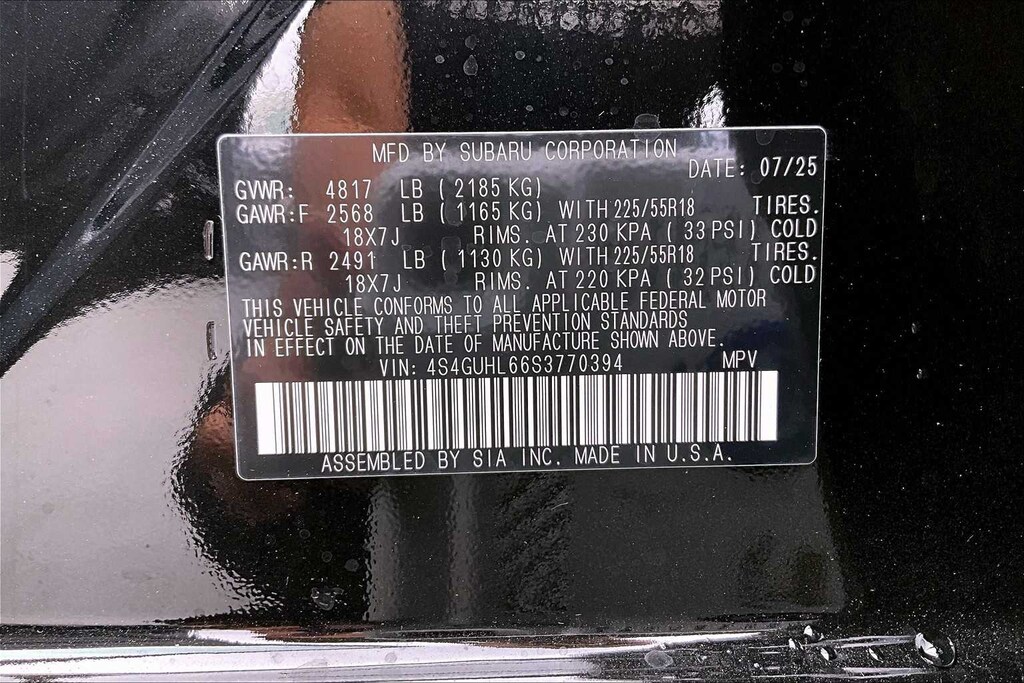 MFD BY SUBARU CORPORATION
DATE: 07/25
GVWR: 4817 LB ( 2185 KG)
GAWR:F 2568 LB ( 1165 KG) WITH 225/55R18 TIRES.
18X7J RIMS. AT 230 KPA ( 33 PSI) COLD
GAWR:R 2491 LB ( 1130 KG) WITH 225/55R18 TIRES.
18X7J RIMS. AT 220 KPA ( 32 PSI) COLD
THIS VEHICLE CONFORMS TO ALL APPLICABLE FEDERAL MOTOR
VEHICLE SAFETY AND THEFT PREVENTION STANDARDS
IN EFFECT ON THE DATE OF MANUFACTURE SHOWN ABOVE.
VIN: 4S4GUHL66S3770394 MPV
ASSEMBLED BY SIA INC. MADE IN U.S.A.